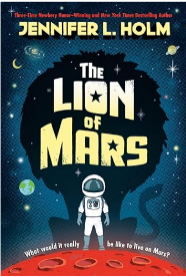 Three-Time Newbery Honor-Winning and New York Times Bestselling Author
JENNIFER L. HOLM
THE
LION
OF
MARS
What would it really be like to live on Mars?